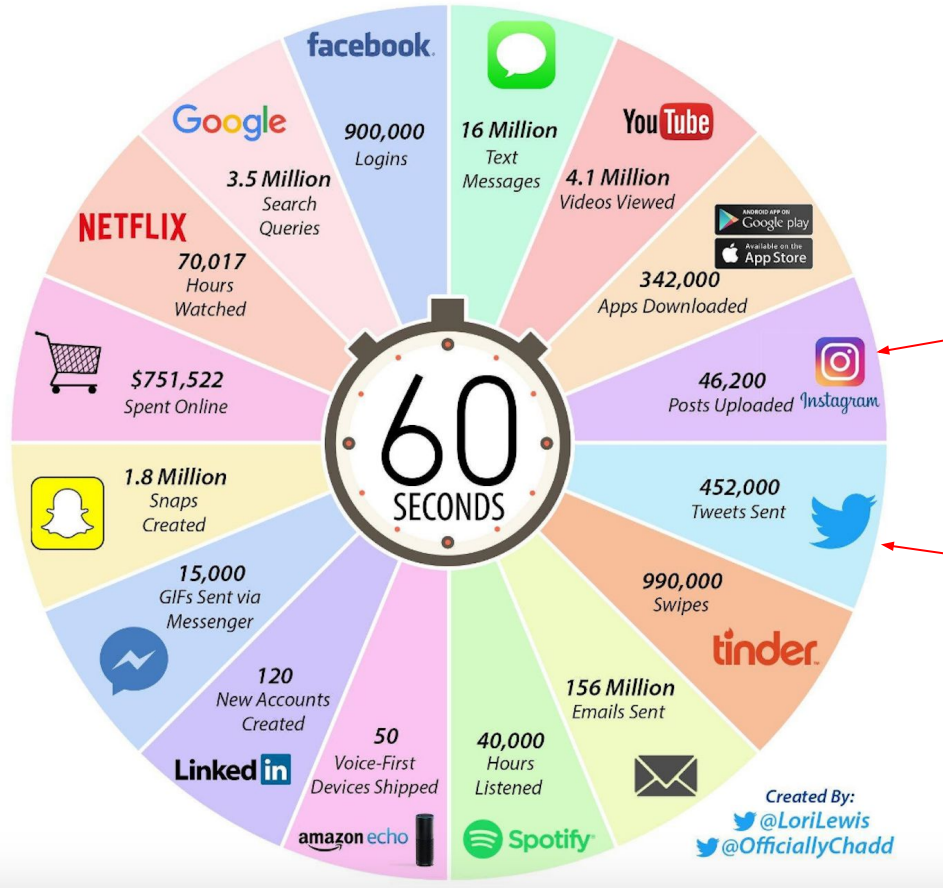 facebook.
900,000
Logins
16 Million
Text
Messages
YouTube
4.1 Million
Videos Viewed
ANDROID APP ON
Google play
Available on the
App Store
342,000
Apps Downloaded
46,200
Posts Uploaded
Instagram
452,000
Tweets Sent
990,000
Swipes
tinder
156 Million
Emails Sent
40,000
Hours
Listened
Spotify
50
Voice-First
Devices Shipped
amazon echo
120
New Accounts
Created
Linked in
15,000
GIFs Sent via
Messenger
1.8 Million
Snaps
Created
$751,522
Spent Online
NETFLIX
70,017
Hours
Watched
Google
3.5 Million
Search
Queries
60
SECONDS
Created By:
@LoriLewis
@OfficiallyChadd